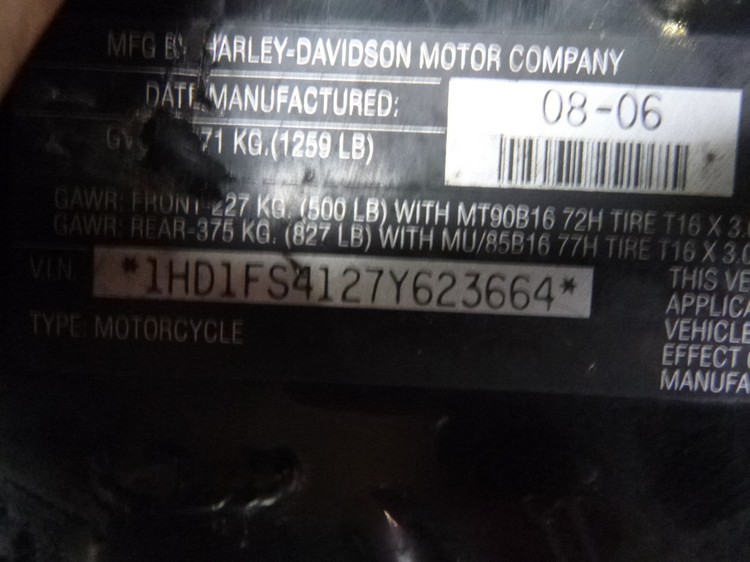 MFG BY HARLEY-DAVIDSON MOTOR COMPANY
DATE MANUFACTURED: 08-06
71 KG.(1259 LB)
GAWR: FRONT-227 KG. (500 LB) WITH MT90B16 72H TIRE T16 X 3.0
GAWR: REAR-375 KG. (827 LB) WITH MU/85B16 77H TIRE T16 X 3.0
V.I.N. *1HD1FS4127Y623664*
TYPE: MOTORCYCLE
THIS VE
APPLICA
VEHICLE
EFFECT
MANUFA